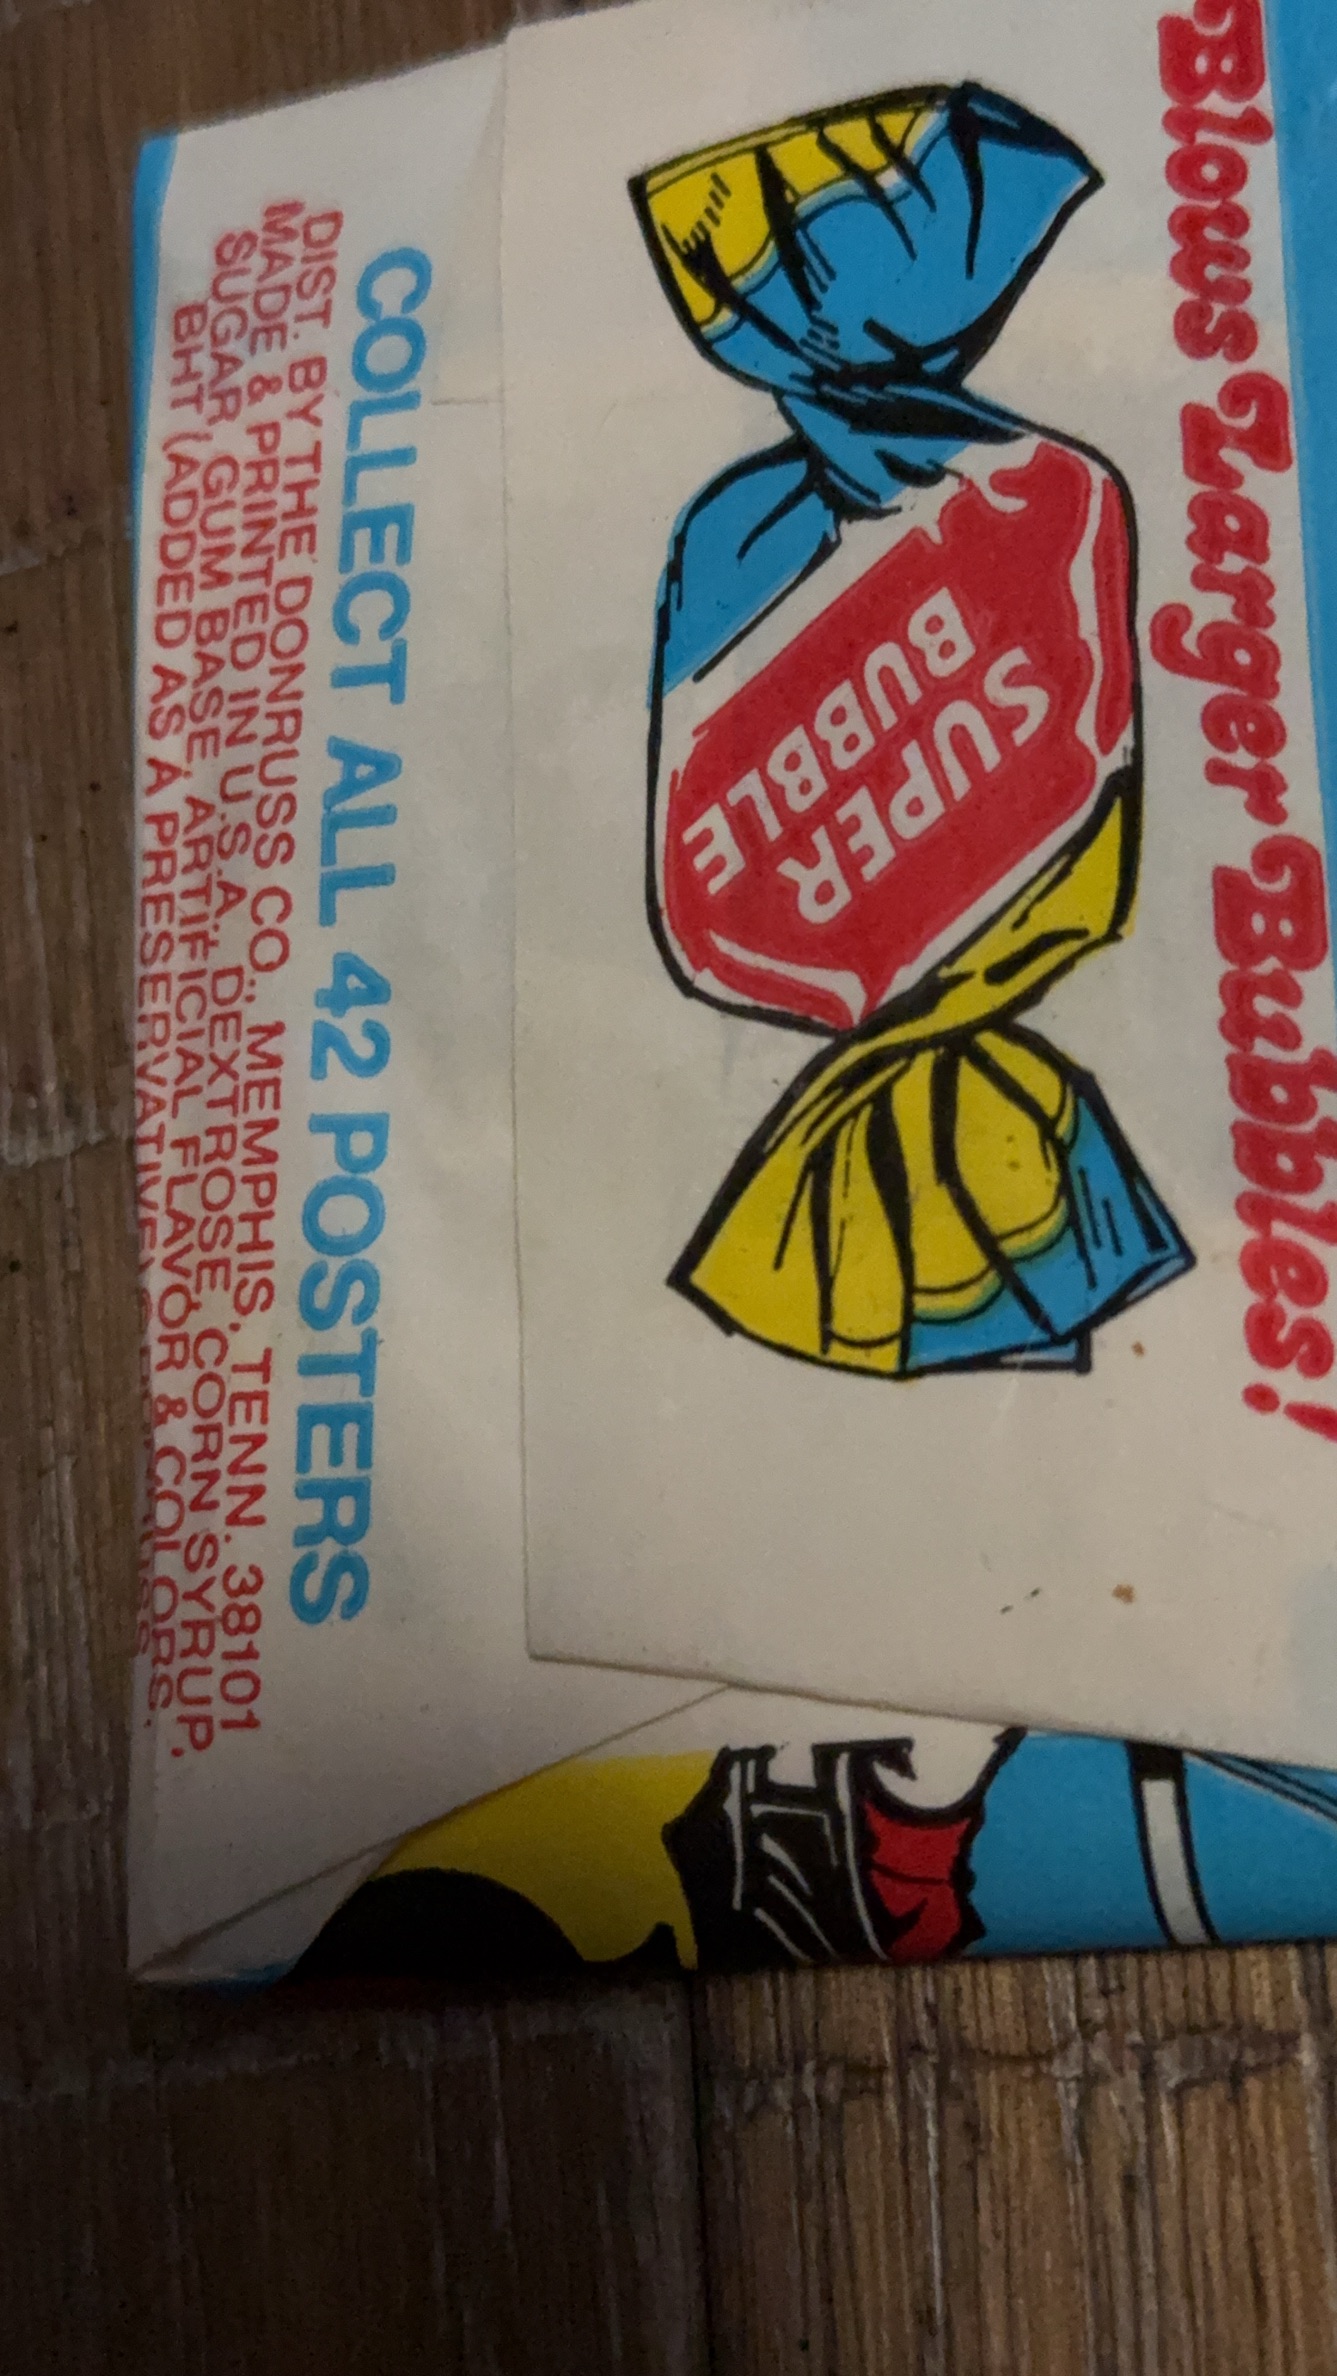 Blows Larger Bubbles!
SUPER
BUBBLE
COLLECT ALL 42 POSTERS
DIST. BY THE DONRUSS CO., MEMPHIS, TENN. 38101
MADE & PRINTED IN U.S.A., DEXTROSE, CORN SYRUP,
SUGAR, GUM BASE, ARTIFICIAL FLAVOR & COLORS.
BHT (ADDED AS A PRESERVATIVE)